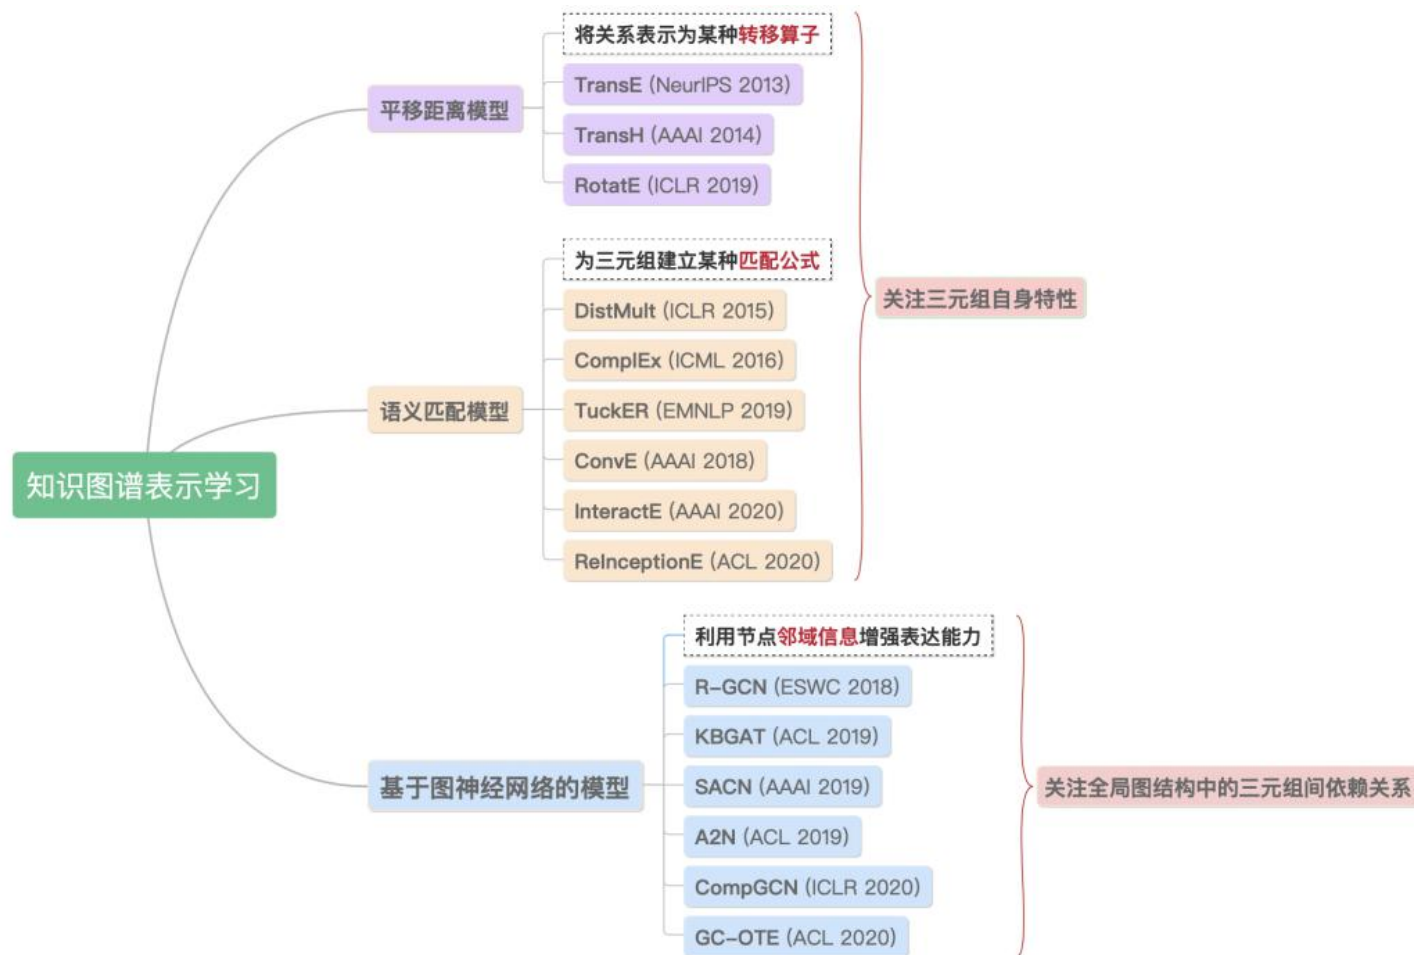 知识图谱表示学习
平移距离模型
将关系表示为某种转移算子
TransE (NeurIPS 2013)
TransH (AAAI 2014)
RotatE (ICLR 2019)
语义匹配模型
为三元组建立某种匹配公式
DistMult (ICLR 2015)
ComplEx (ICML 2016)
TuckER (EMNLP 2019)
ConvE (AAAI 2018)
InteractE (AAAI 2020)
ReInceptionE (ACL 2020)
关注三元组自身特性
基于图神经网络的模型
利用节点邻域信息增强表达能力
R-GCN (ESWC 2018)
KBGAT (ACL 2019)
SACN (AAAI 2019)
A2N (ACL 2019)
CompGCN (ICLR 2020)
GC-OTE (ACL 2020)
关注全局图结构中的三元组间依赖关系